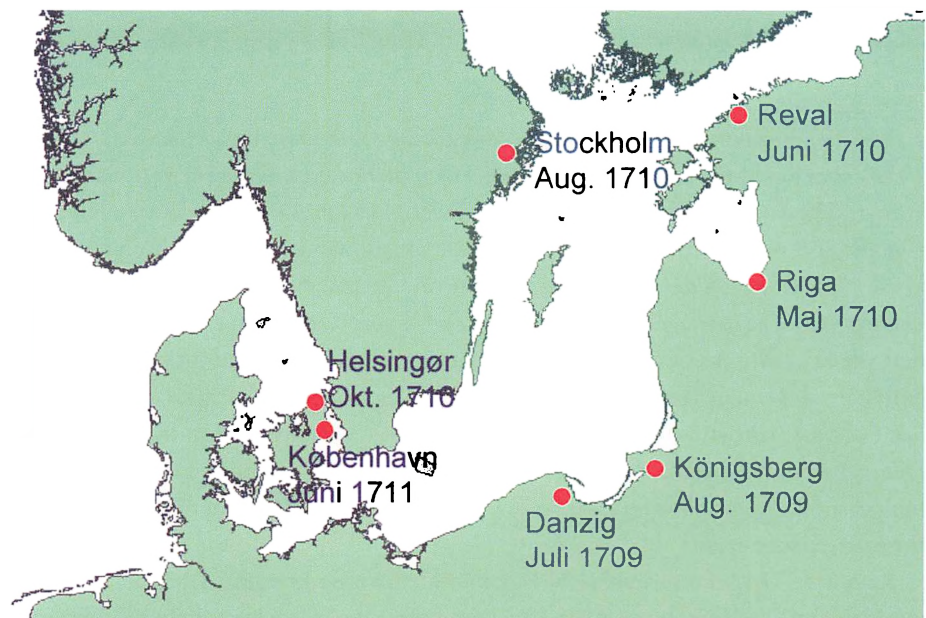 Reval
Juni 1710
Stockholm
Aug. 1710
Riga
Maj 1710
Helsingør
Okt. 1710
København
Juni 1711
Königsberg
Aug. 1709
Danzig
Juli 1709